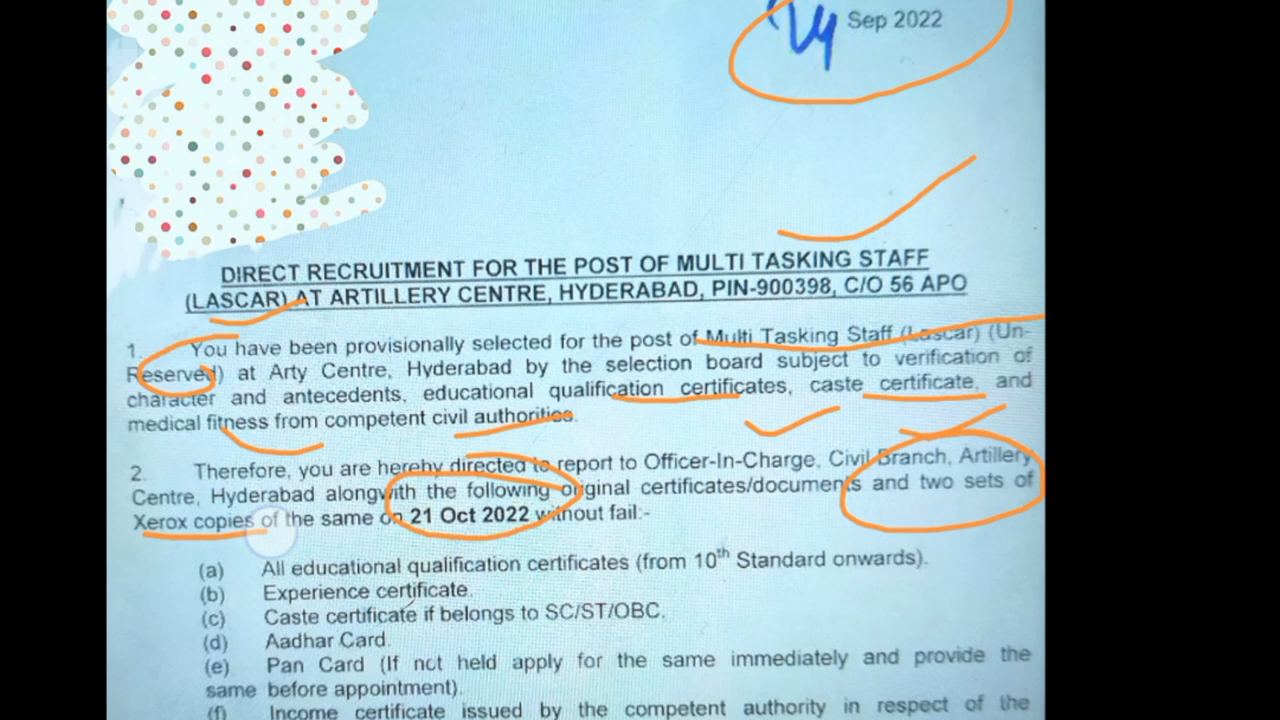 24 Sep 2022
DIRECT RECRUITMENT FOR THE POST OF MULTI TASKING STAFF
(LASCAR) AT ARTILLERY CENTRE, HYDERABAD, PIN-900398, C/O 56 APO
1. You have been provisionally selected for the post of Multi Tasking Staff (Lascar) (Un-
Reserved) at Arty Centre, Hyderabad by the selection board subject to verification of
character and antecedents, educational qualification certificates, caste certificate, and
medical fitness from competent civil authorities.
2. Therefore, you are hereby directed to report to Officer-In-Charge, Civil Branch, Artillery
Centre, Hyderabad alongwith the following original certificates/documents and two sets of
Xerox copies of the same on 21 Oct 2022 without fail:-
(a) All educational qualification certificates (from 10th Standard onwards).
(b) Experience certificate.
(c) Caste certificate if belongs to SC/ST/OBC.
(d) Aadhar Card.
(e) Pan Card (If not held apply for the same immediately and provide the
same before appointment).
(f) Income certificate issued by the competent authority in respect of the